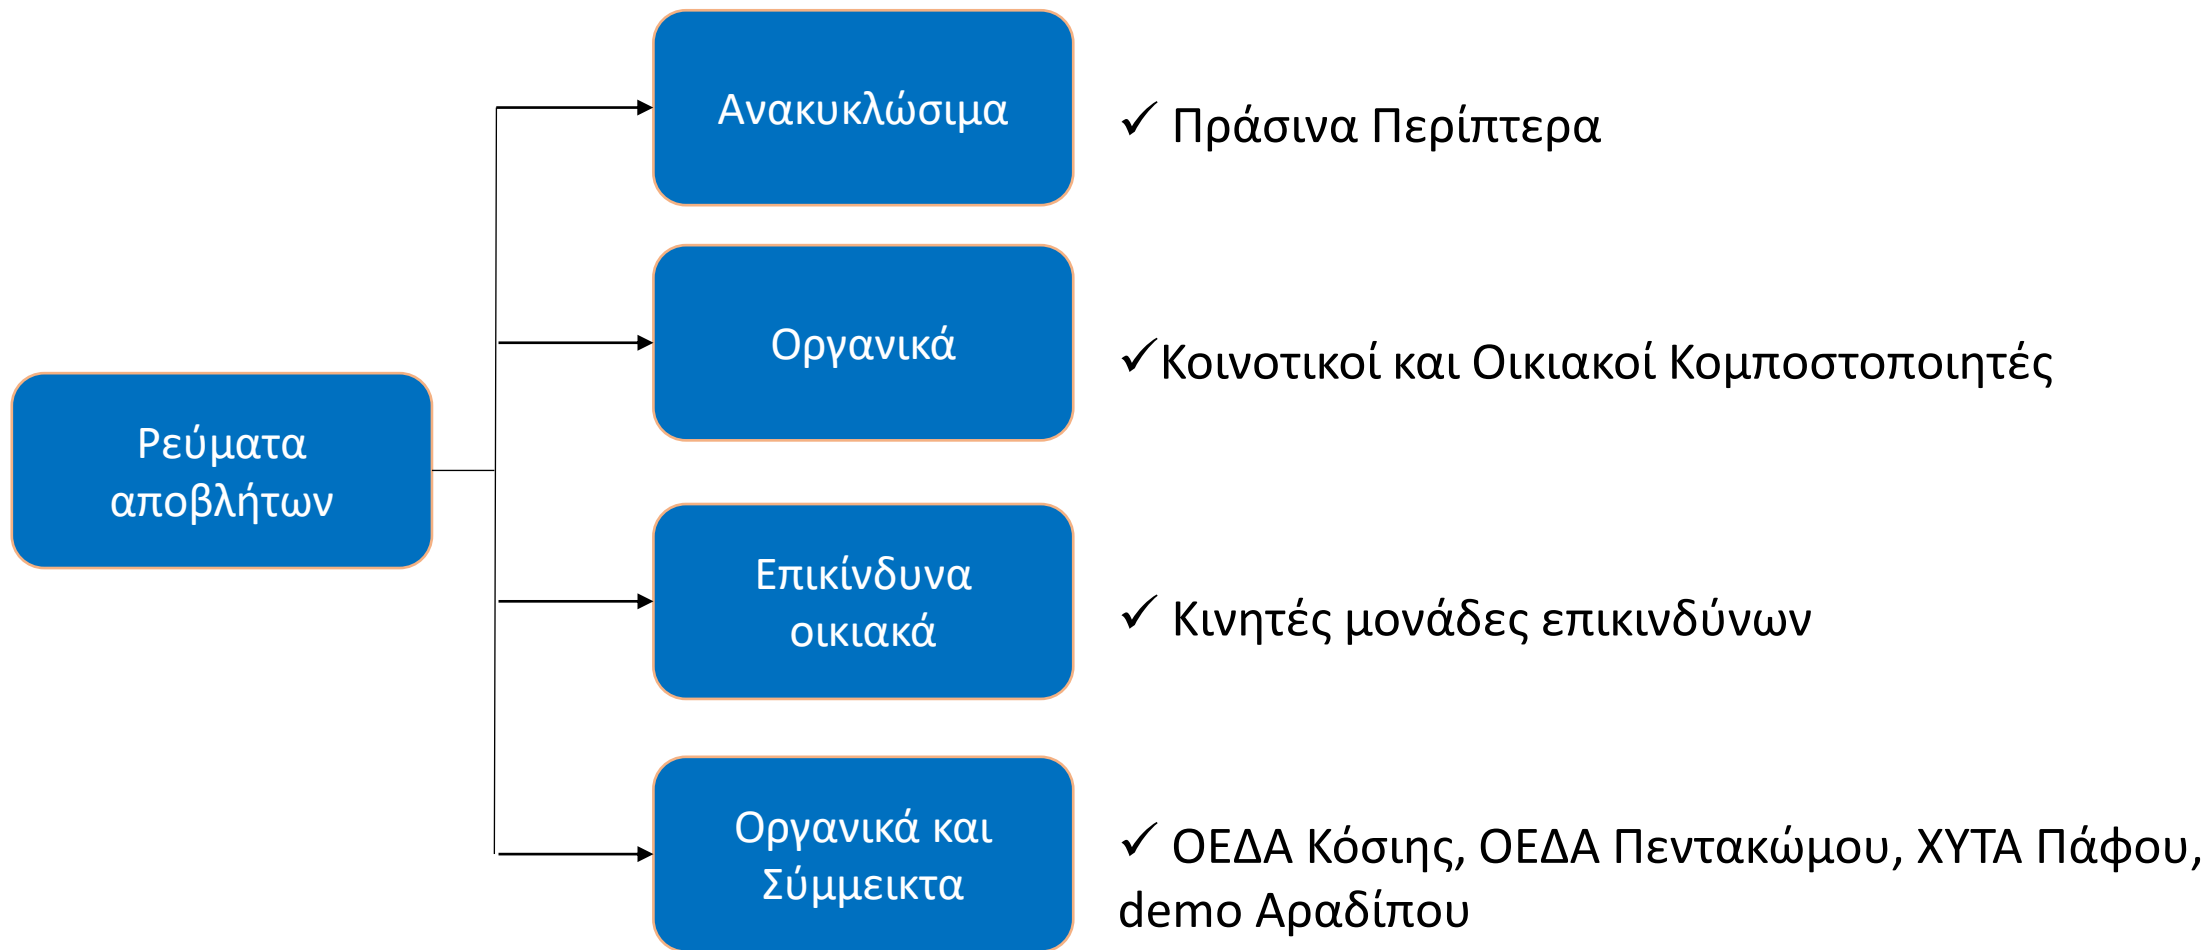 Ρεύματα
αποβλήτων
Ανακυκλώσιμα
✓ Πράσινα Περίπτερα
Οργανικά
✓Κοινοτικοί και Οικιακοί Κομποστοποιητές
Επικίνδυνα
οικιακά
✓ Κινητές μονάδες επικινδύνων
Οργανικά και
Σύμμεικτα
✓ ΟΕΔΑ Κόσιης, ΟΕΔΑ Πεντακώμου, ΧΥΤΑ Πάφου,
demo Αραδίπου